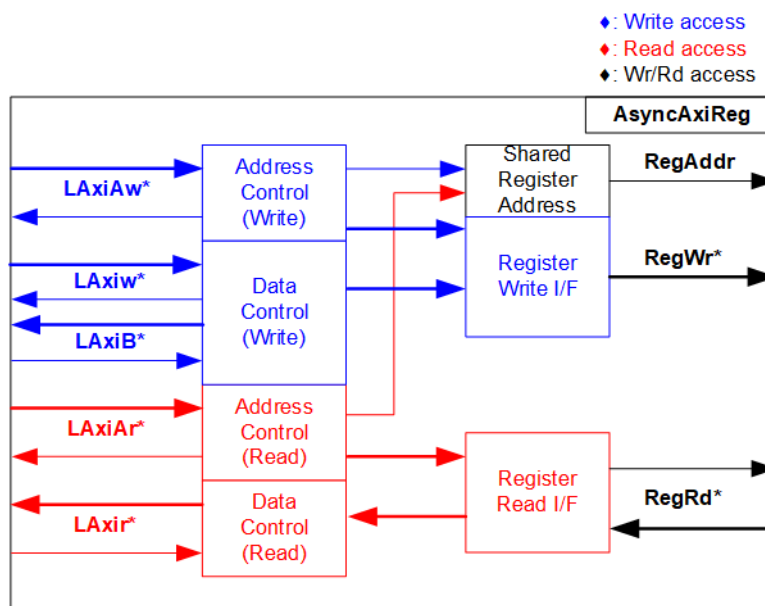 ♦: Write access
♦: Read access
♦: Wr/Rd access
AsyncAxiReg
LAxiAw*
LAxiw*
LAxiB*
LAxiAr*
LAxir*
Address
Control
(Write)
Data
Control
(Write)
Address
Control
(Read)
Data
Control
(Read)
Shared
Register
Address
Register
Write I/F
Register
Read I/F
RegAddr
RegWr*
RegRd*